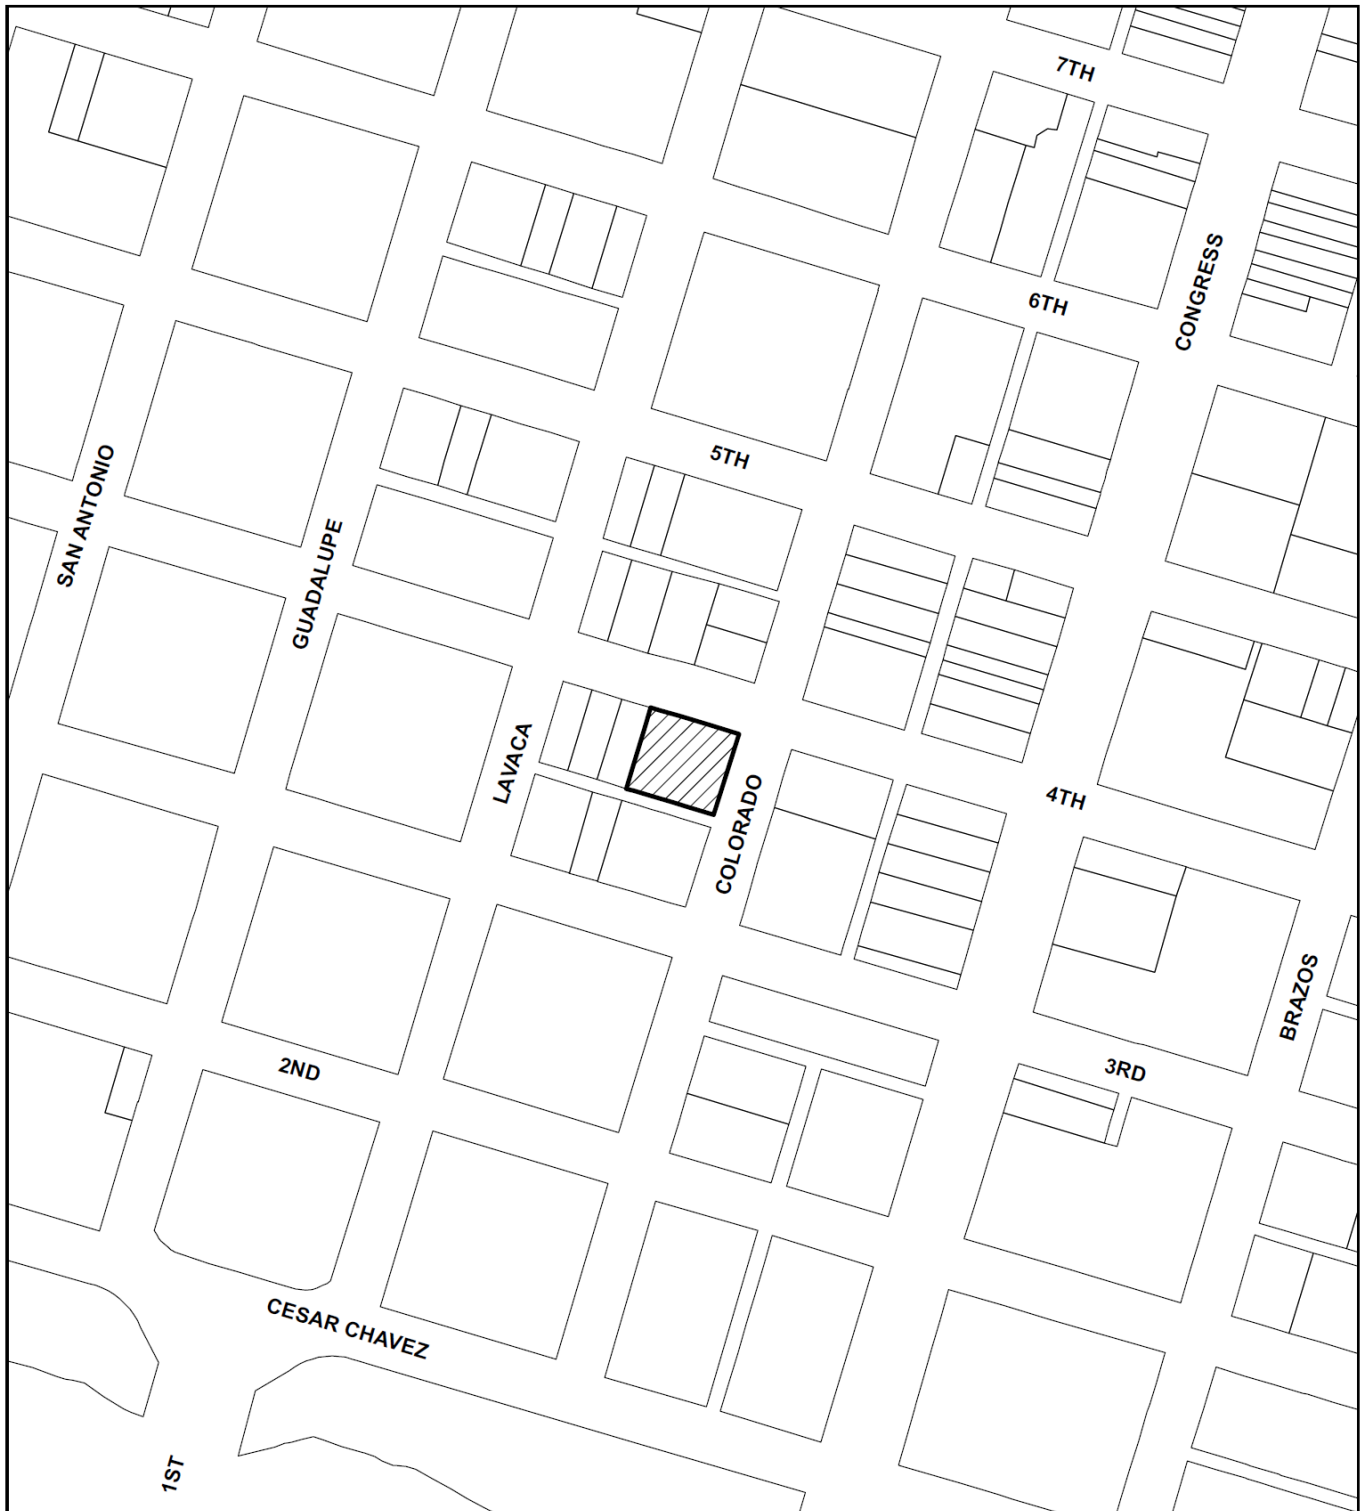 7TH
CONGRESS
6TH
5TH
SAN ANTONIO
GUADALUPE
LAVACA
COLORADO
4TH
BRAZOS
2ND
3RD
CESAR CHAVEZ
1ST